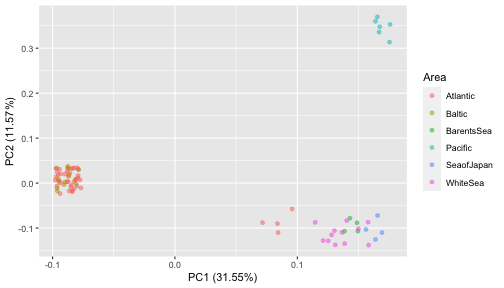 0.3
0.2
0.1
0.0
-0.1
PC2 (11.57%)
-0.1
0.0
0.1
PC1 (31.55%)
Area
Atlantic
Baltic
BarentsSea
Pacific
SeaofJapan
WhiteSea